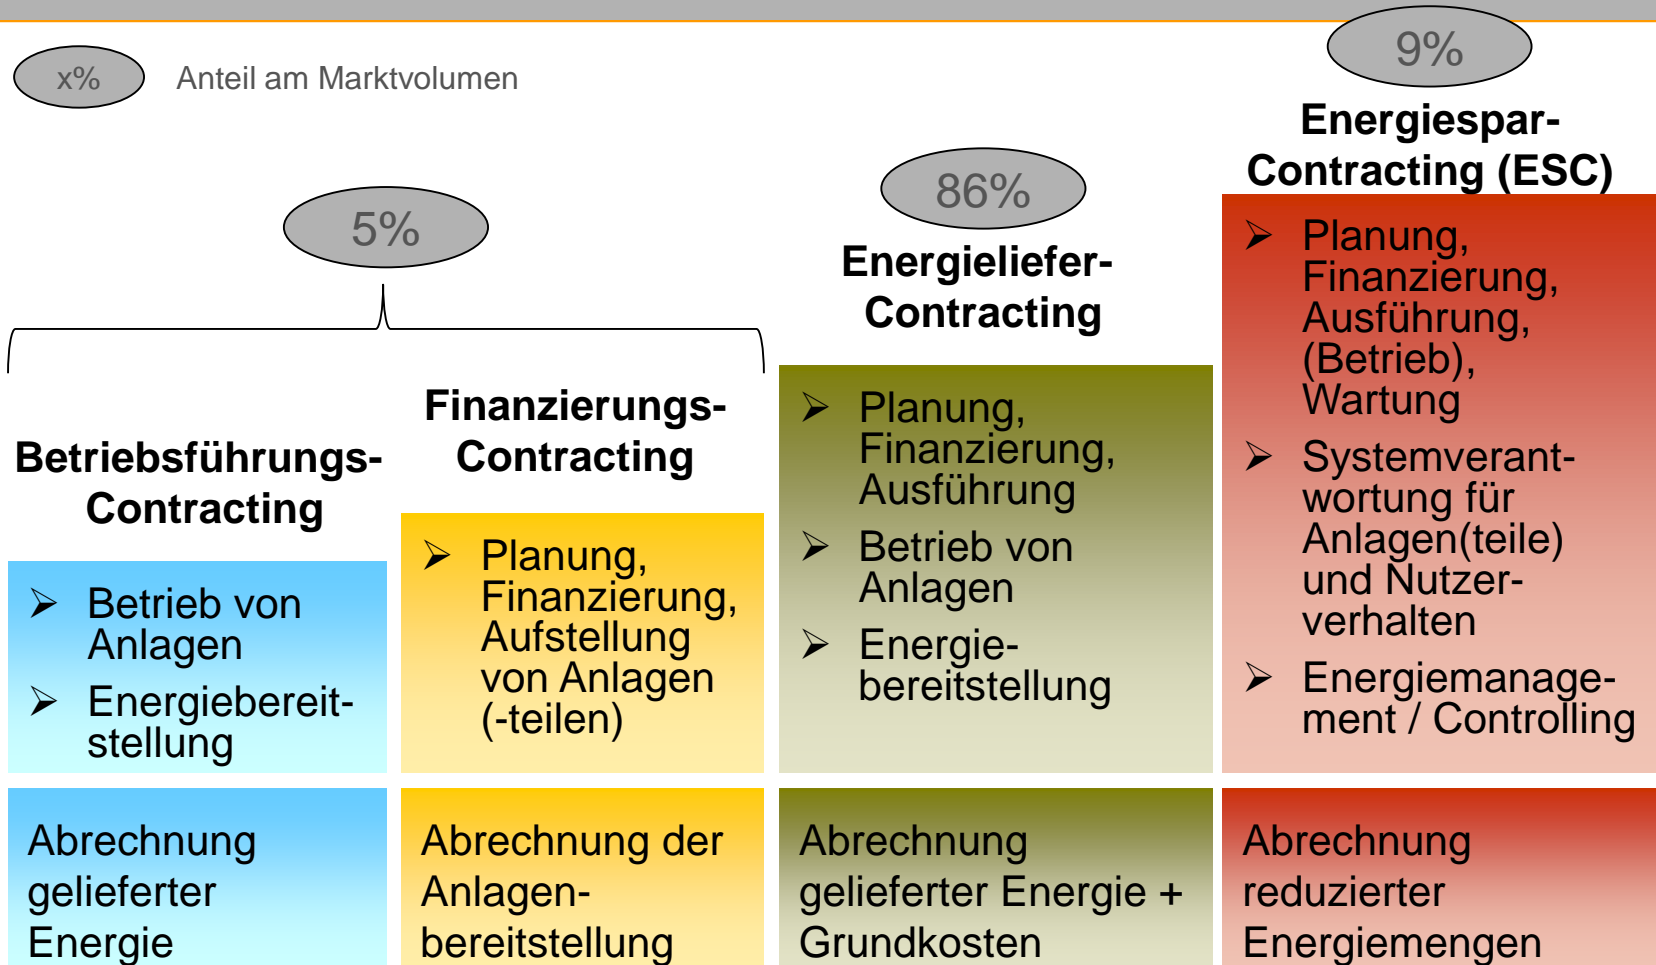 x%
Anteil am Marktvolumen
5%
Betriebsführungs-
Contracting
Betrieb von
Anlagen
Energiebereit-
stellung
Abrechnung
gelieferter
Energie
Finanzierungs-
Contracting
Planung,
Finanzierung,
Aufstellung
von Anlagen
(-teilen)
Abrechnung der
Anlagen-
bereitstellung
86%
Energieliefer-
Contracting
Planung,
Finanzierung,
Ausführung
Betrieb von
Anlagen
Energie-
bereitstellung
Abrechnung
gelieferter Energie +
Grundkosten
9%
Energiespar-
Contracting (ESC)
Planung,
Finanzierung,
Ausführung,
(Betrieb),
Wartung
Systemverant-
wortung für
Anlagen(teile)
und Nutzer-
verhalten
Energiemanage-
ment / Controlling
Abrechnung
reduzierter
Energiemengen